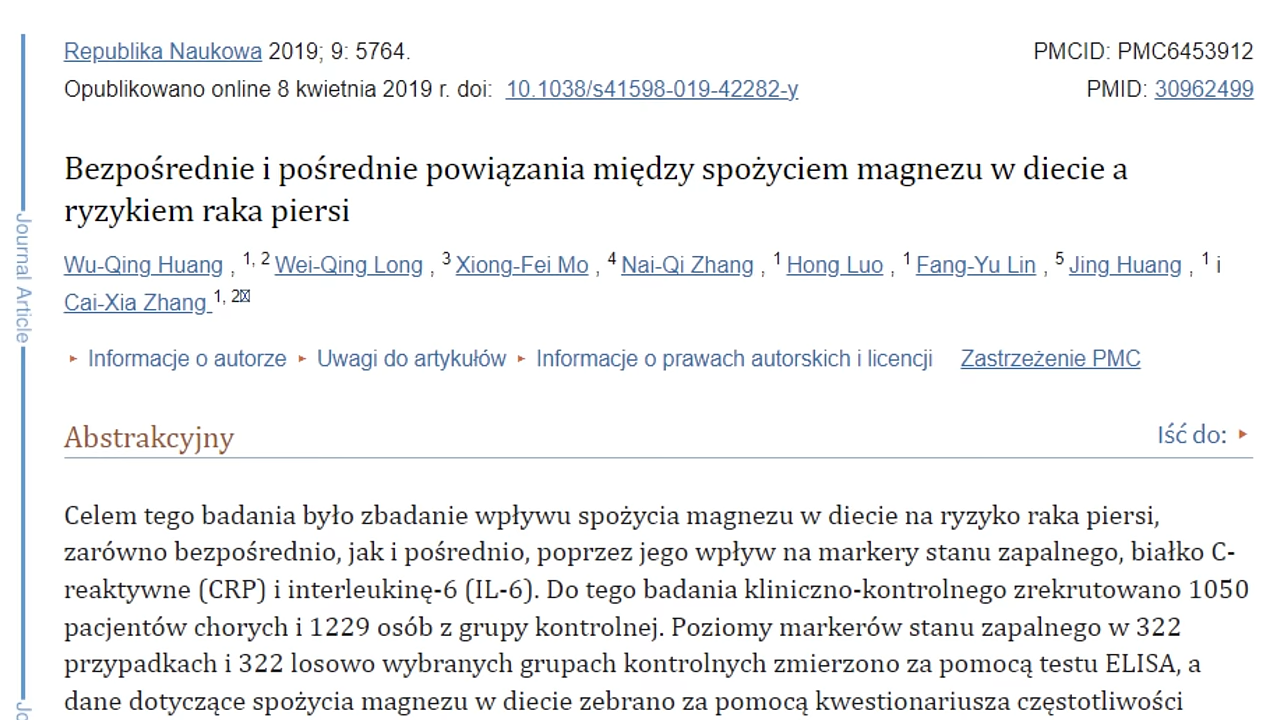 Republika Naukowa 2019; 9: 5764.
PMCID: PMC6453912
Opublikowano online 8 kwietnia 2019 r. doi: 10.1038/s41598-019-42282-y
PMID: 30962499
Bezpośrednie i pośrednie powiązania między spożyciem magnezu w diecie a
ryzykiem raka piersi
Wu-Qing Huang , 1, 2 Wei-Qing Long , 3 Xiong-Fei Mo , 4 Nai-Qi Zhang , 1 Hong Luo , 1 Fang-Yu Lin , 5 Jing Huang , 1 i
Cai-Xia Zhang 1, 2
Informacje o autorze Uwagi do artykułów Informacje o prawach autorskich i licencji Zastrzeżenie PMC
Abstrakcyjny
Iść do:
Celem tego badania było zbadanie wpływu spożycia magnezu w diecie na ryzyko raka piersi,
zarówno bezpośrednio, jak i pośrednio, poprzez jego wpływ na markery stanu zapalnego, białko C-
reaktywne (CRP) i interleukinę-6 (IL-6). Do tego badania kliniczno-kontrolnego zrekrutowano 1050
pacjentów chorych i 1229 osób z grupy kontrolnej. Poziomy markerów stanu zapalnego w 322
przypadkach i 322 losowo wybranych grupach kontrolnych zmierzono za pomocą testu ELISA, a
dane dotyczące spożycia magnezu w diecie zebrano za pomocą kwestionariusza częstotliwości
Journal Article